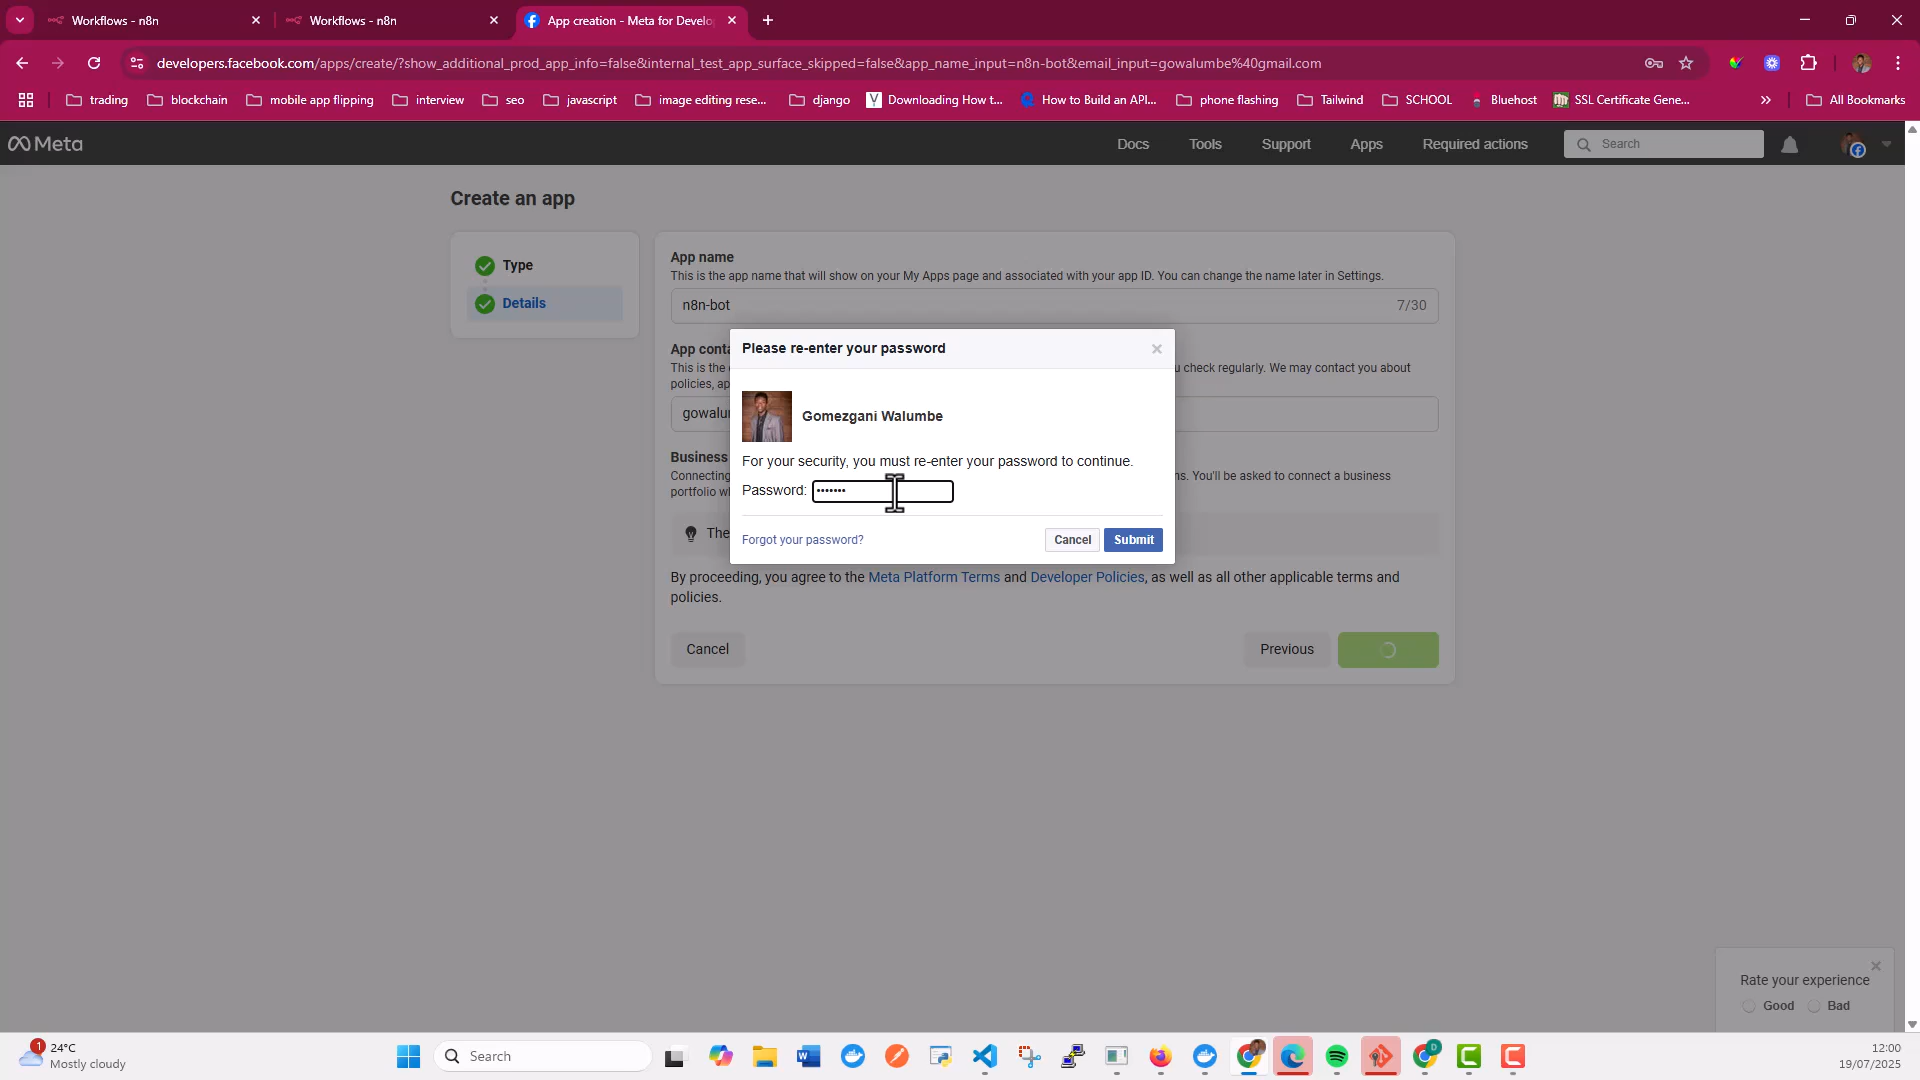 Workflows - n8n
Workflows - n8n
App creation - Meta for Develo
developers.facebook.com/apps/create/?show_additional_prod_app_info=false&internal_test_app_surface_skipped=false&app_name_input=n8n-bot&email_input=gowalumbe%40gmail.com
trading
blockchain
mobile app flipping
interview
seo
javascript
image editing rese...
django
Downloading How t...
How to Build an API...
phone flashing
Tailwind
SCHOOL
Bluehost
SSL Certificate Gene...
All Bookmarks
Meta
Docs
Tools
Support
Apps
Required actions
Search
Create an app
Type
Details
App name
This is the app name that will show on your My Apps page and associated with your app ID. You can change the name later in Settings.
n8n-bot
7/30
App conta
This is the
u check regularly. We may contact you about
policies, ap
gowalu
Business
Connecting
ns. You'll be asked to connect a business
portfolio w
The
Please re-enter your password
Gomezgani Walumbe
For your security, you must re-enter your password to continue.
Password: •••••••
Forgot your password?
Cancel
Submit
By proceeding, you agree to the Meta Platform Terms and Developer Policies, as well as all other applicable terms and
policies.
Cancel
Previous
Rate your experience
Good
Bad
1
24°C
Mostly cloudy
Search
D
12:00
19/07/2025